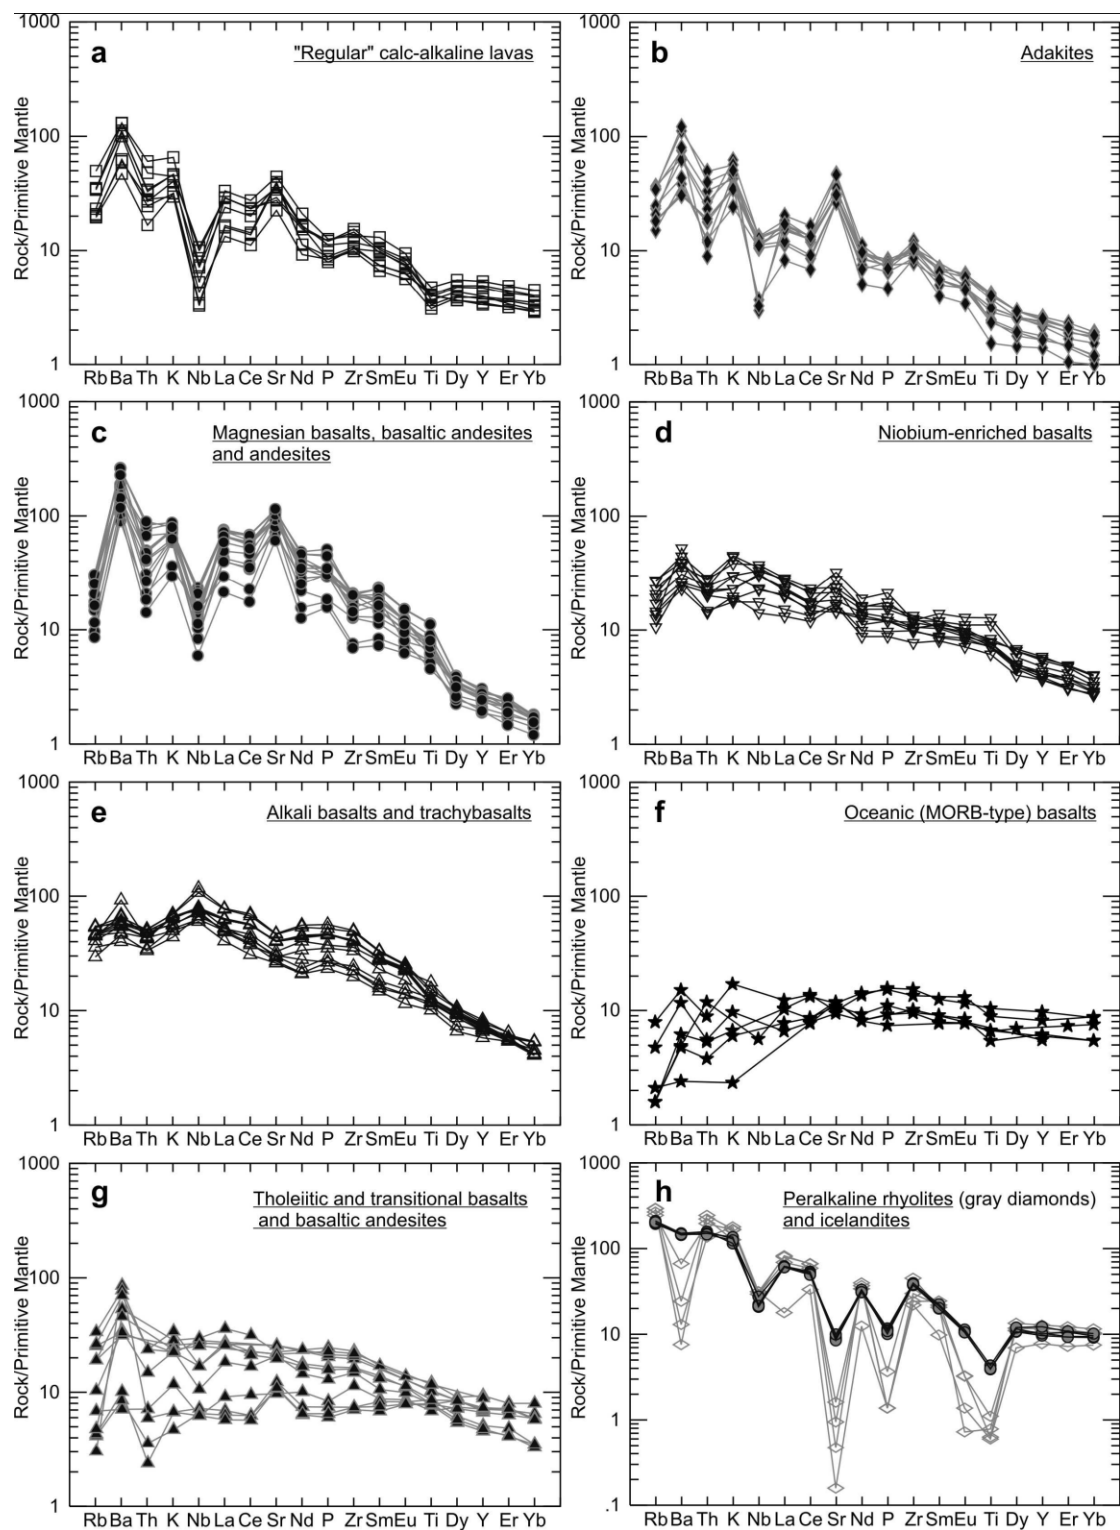 a
"Regular" calc-alkaline lavas
Rock/Primitive Mantle
1000
100
10
1
Rb Ba Th K Nb La Ce Sr Nd P Zr Sm Eu Ti Dy Y Er Yb
b
Adakites
Rock/Primitive Mantle
1000
100
10
1
Rb Ba Th K Nb La Ce Sr Nd P Zr Sm Eu Ti Dy Y Er Yb
c
Magnesian basalts, basaltic andesites
and andesites
Rock/Primitive Mantle
1000
100
10
1
Rb Ba Th K Nb La Ce Sr Nd P Zr Sm Eu Ti Dy Y Er Yb
d
Niobium-enriched basalts
Rock/Primitive Mantle
1000
100
10
1
Rb Ba Th K Nb La Ce Sr Nd P Zr Sm Eu Ti Dy Y Er Yb
e
Alkali basalts and trachybasalts
Rock/Primitive Mantle
1000
100
10
1
Rb Ba Th K Nb La Ce Sr Nd P Zr Sm Eu Ti Dy Y Er Yb
f
Oceanic (MORB-type) basalts
Rock/Primitive Mantle
1000
100
10
1
Rb Ba Th K Nb La Ce Sr Nd P Zr Sm Eu Ti Dy Y Er Yb
g
Tholeiitic and transitional basalts
and basaltic andesites
Rock/Primitive Mantle
1000
100
10
1
Rb Ba Th K Nb La Ce Sr Nd P Zr Sm Eu Ti Dy Y Er Yb
h
Peralkaline rhyolites (gray diamonds)
and icelandites
Rock/Primitive Mantle
1000
100
10
1
.1
Rb Ba Th K Nb La Ce Sr Nd P Zr Sm Eu Ti Dy Y Er Yb